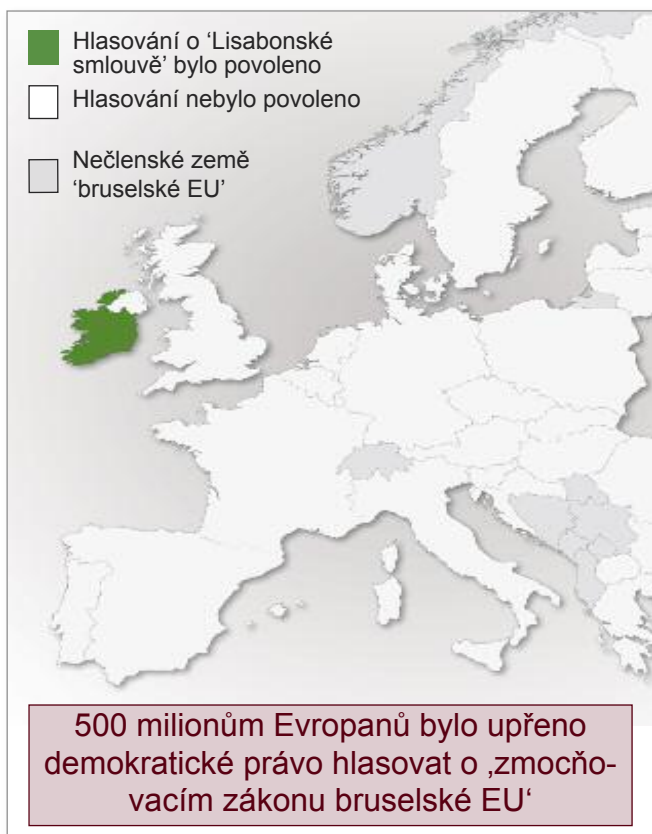 Hlasování o ‘Lisabonské
smlouvě’ bylo povoleno
Hlasování nebylo povoleno
Nečlenské země
‘bruselské EU’
500 milionům Evropanů bylo upřeno
demokratické právo hlasovat o ‚zmocňo-
vacím zákonu bruselské EU‘